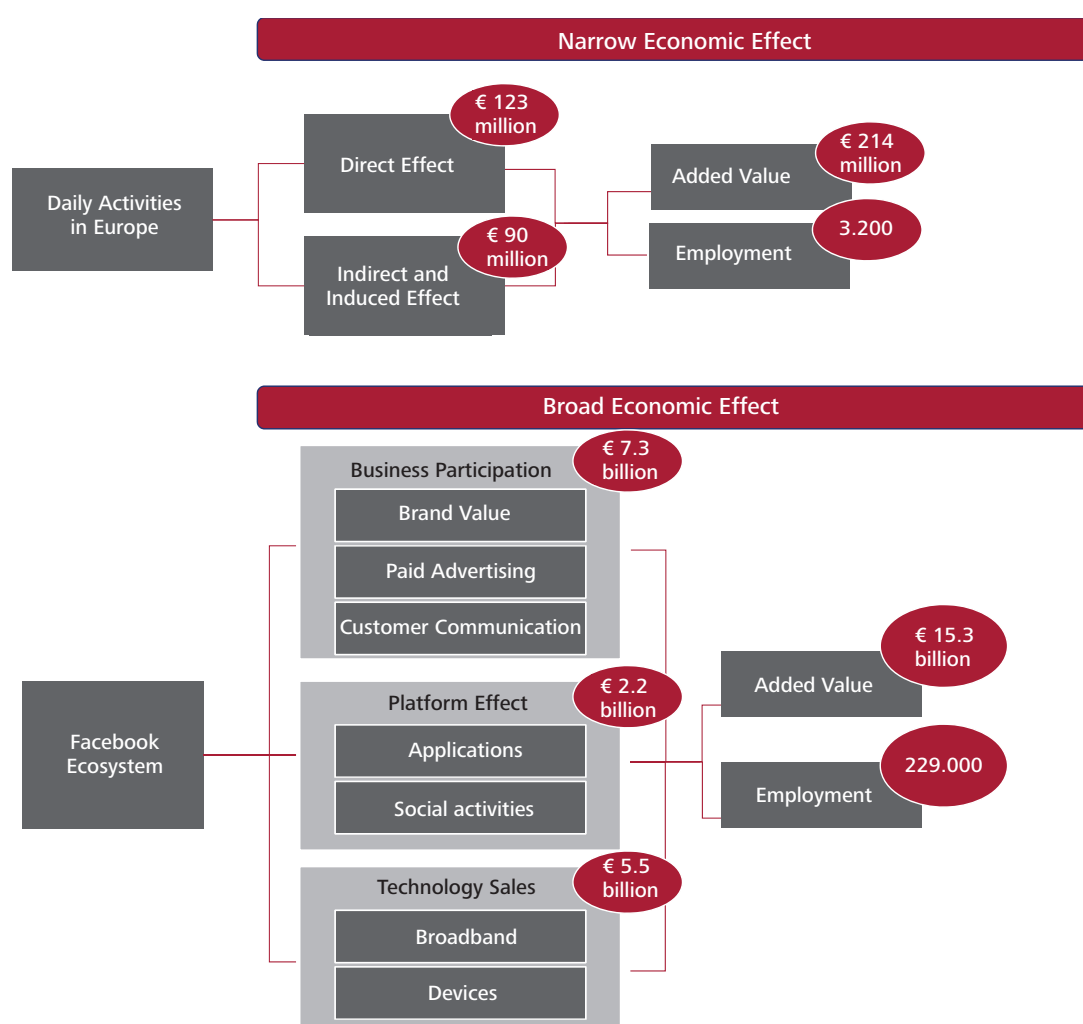 Narrow Economic Effect
€ 123
million
Direct Effect
€ 214
million
Added Value
Daily Activities
in Europe
€ 90
million
3.200
Employment
Indirect and
Induced Effect
Broad Economic Effect
€ 7.3
billion
Business Participation
Brand Value
Paid Advertising
Customer Communication
€ 15.3
billion
Added Value
€ 2.2
billion
Platform Effect
Facebook
Ecosystem
Applications
229.000
Employment
Social activities
€ 5.5
billion
Technology Sales
Broadband
Devices